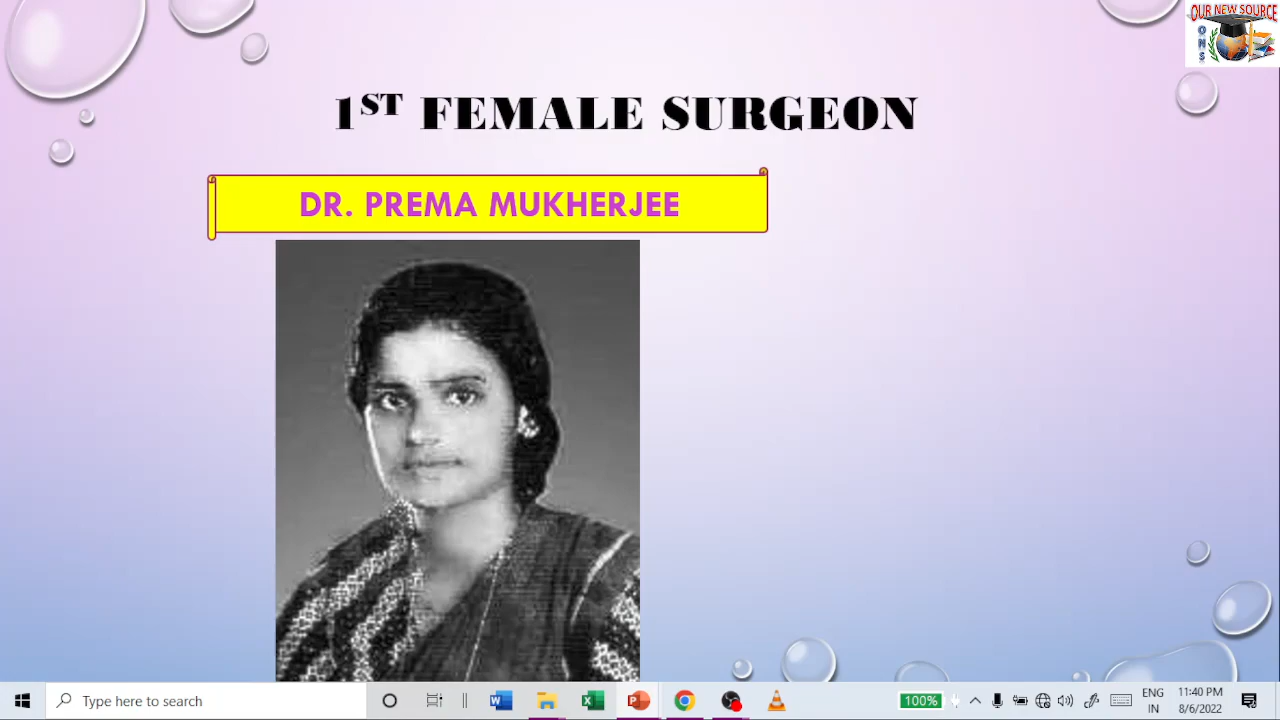 OUR NEW SOURCE
ONS
1ST FEMALE SURGEON
DR. PREMA MUKHERJEE
Type here to search
100%
ENG
IN
11:40 PM
8/6/2022